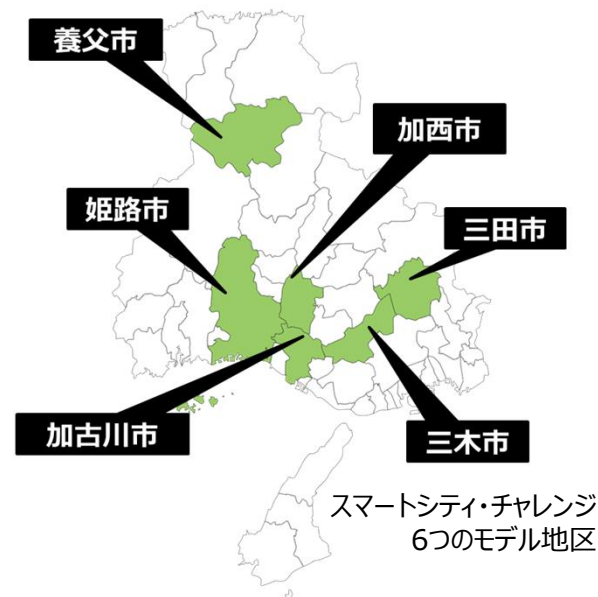 養父市
加西市
姫路市
三田市
加古川市
三木市
スマートシティ・チャレンジ
6つのモデル地区